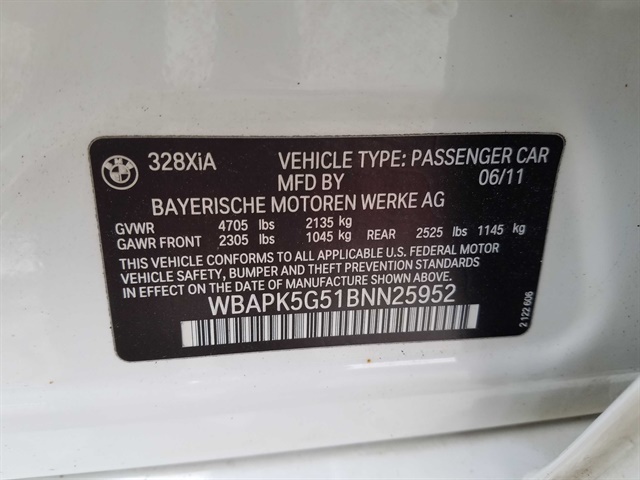 BMW
328XiA VEHICLE TYPE: PASSENGER CAR
MFD BY 06/11
BAYERISCHE MOTOREN WERKE AG
GVWR 4705 lbs 2135 kg
GAWR FRONT 2305 lbs 1045 kg REAR 2525 lbs 1145 kg
THIS VEHICLE CONFORMS TO ALL APPLICABLE U.S. FEDERAL MOTOR
VEHICLE SAFETY, BUMPER AND THEFT PREVENTION STANDARDS
IN EFFECT ON THE DATE OF MANUFACTURE SHOWN ABOVE.
WBAPK5G51BNN25952
2 122 606